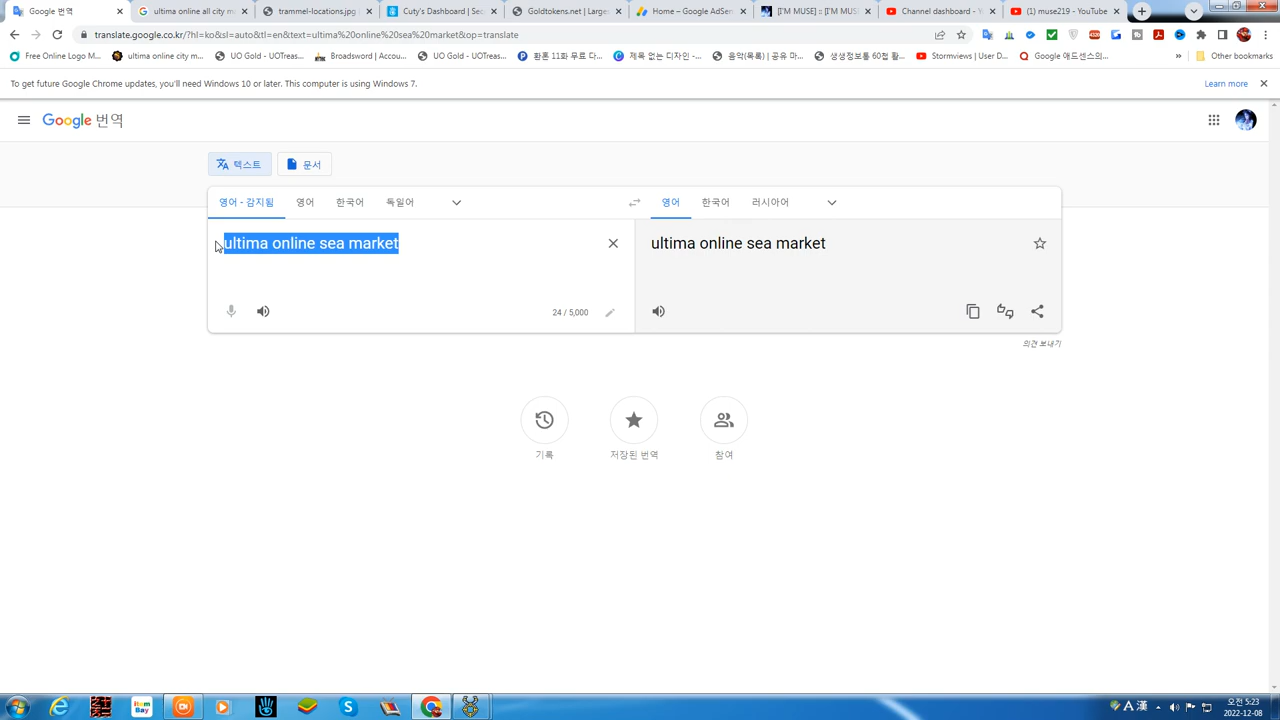 Google 번역
ultima online all city m
trammel-locations.jpg
Cuty's Dashboard | Se
Goldtokens.net | Large
Home – Google AdSen
[I'M MUSE] :: [I'M MUS
Channel dashboard - Y
(1) muse219 - YouTube
translate.google.co.kr/?hl=ko&sl=auto&tl=en&text=ultima%20online%20sea%20market&op=translate
Free Online Logo M...
ultima online city m...
UO Gold - UOTreas...
Broadsword | Accou...
UO Gold - UOTreas...
환톤 11화 무료 다...
제목 없는 디자인 -...
음악(목록) | 공유 마...
생생정보통 60첩 황...
Stormviews | User D...
Google 애드센스의...
Other bookmarks
To get future Google Chrome updates, you'll need Windows 10 or later. This computer is using Windows 7.
Learn more
Google 번역
텍스트
문서
영어 - 감지됨
영어
한국어
독일어
영어
한국어
러시아어
ultima online sea market
ultima online sea market
24 / 5,000
의견 보내기
기록
저장된 번역
참여
item Bay
A 漢
오전 5:23
2022-12-08